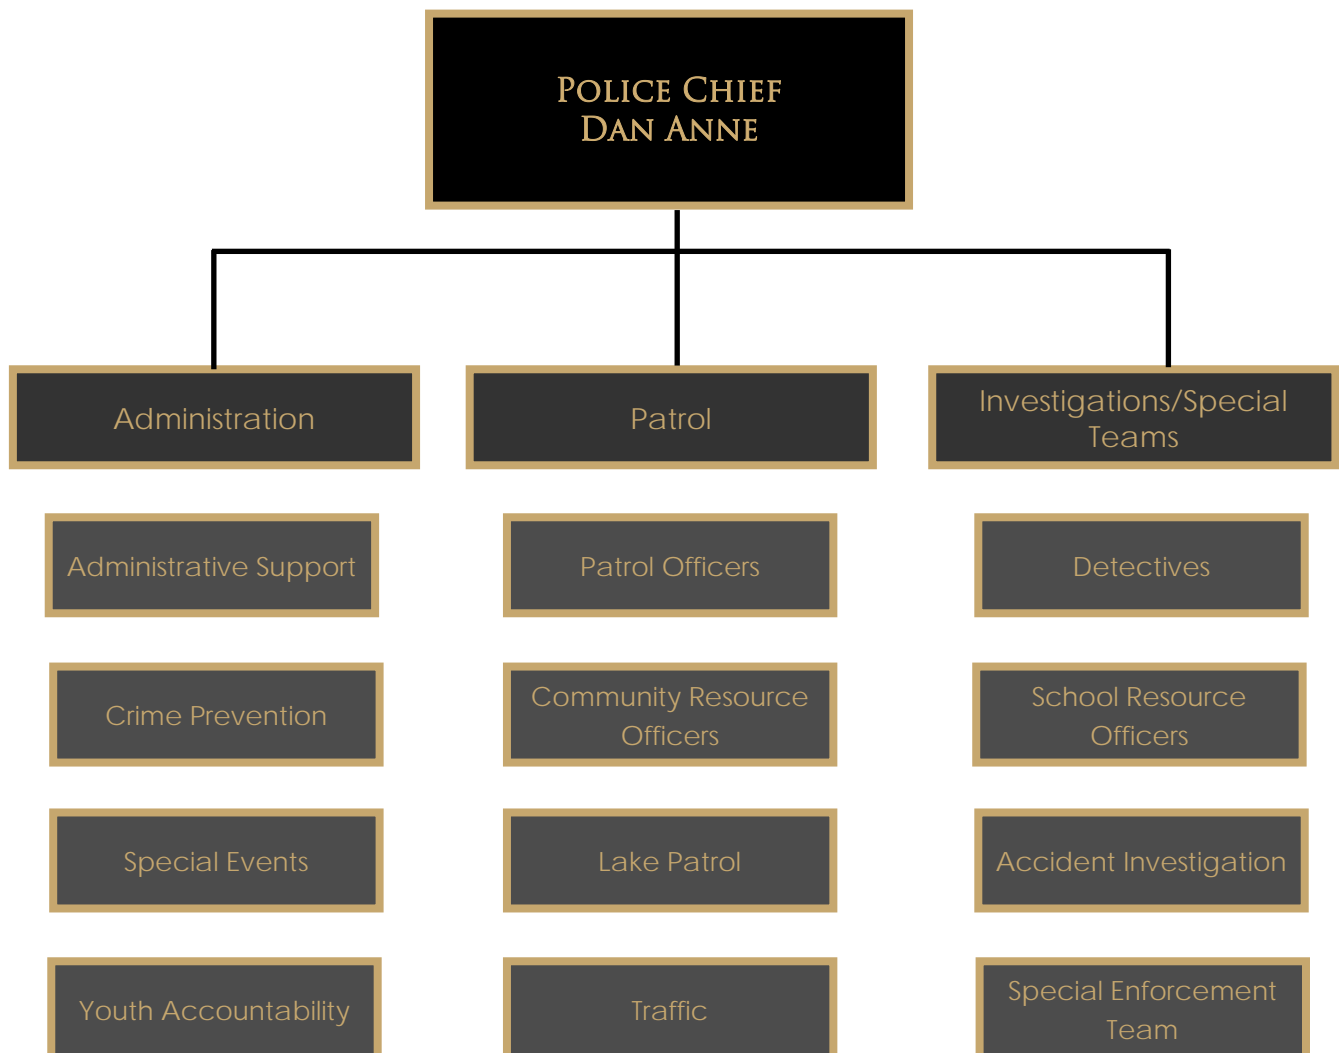 POLICE CHIEF
DAN ANNE
Administration
Patrol
Investigations/Special
Teams
Administrative Support
Patrol Officers
Detectives
Crime Prevention
Community Resource
Officers
School Resource
Officers
Special Events
Lake Patrol
Accident Investigation
Youth Accountability
Traffic
Special Enforcement
Team